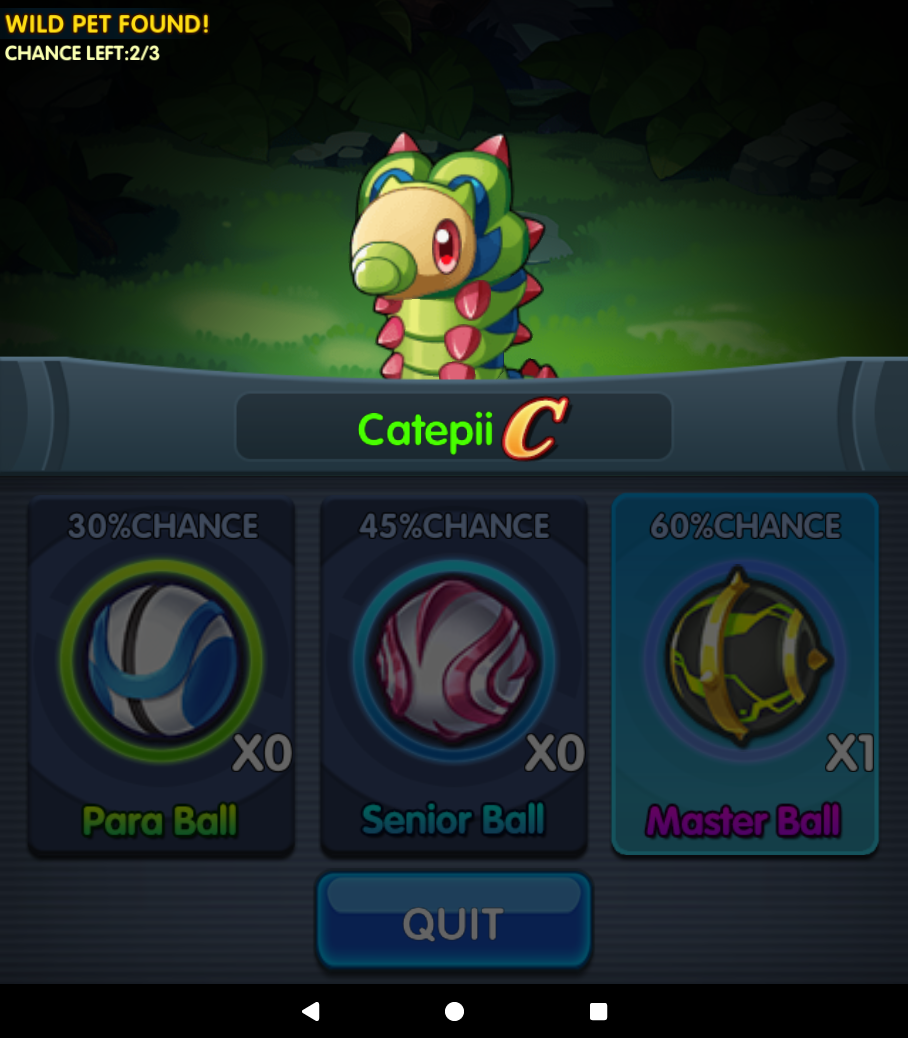 WILD PET FOUND!
CHANCE LEFT:2/3
Catepii C
30%CHANCE
X0
Para Ball
45%CHANCE
X0
Senior Ball
60%CHANCE
X1
Master Ball
QUIT